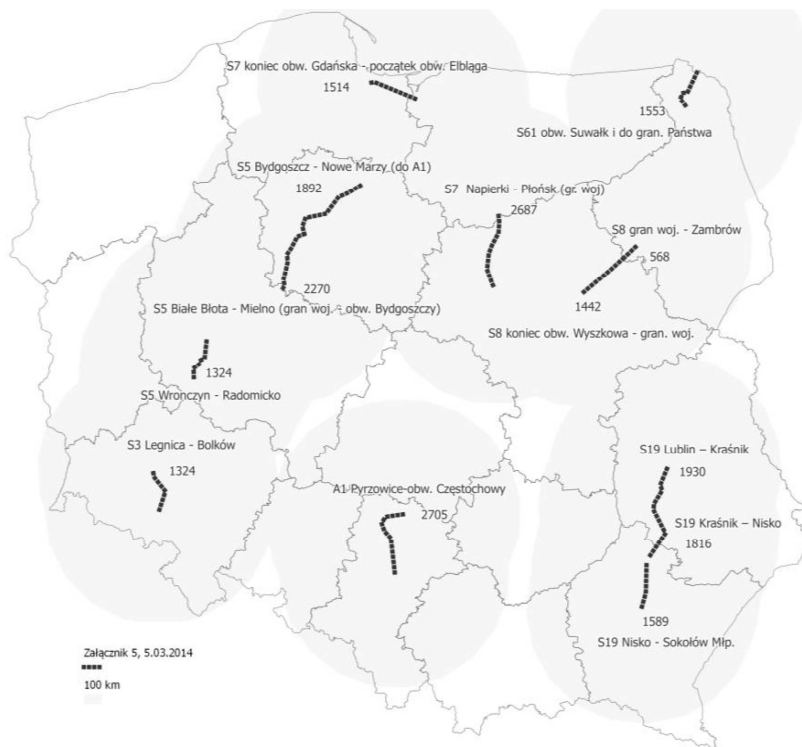 S7 koniec obw. Gdańska - początek obw. Elbląga
1514
1553
S61 obw. Suwałk i do gran. Państwa
S5 Bydgoszcz - Nowe Marzy (do A1)
1892
S7 Napierki - Płońsk (gr. woj)
2687
S8 gran woj. - Zambrów
568
2270
1442
S5 Białe Błota - Mielno (gran woj. - obw. Bydgoszczy)
S8 koniec obw. Wyszkowa - gran. woj.
1324
S5 Wronczyn - Radomicko
S3 Legnica - Bolków
1324
S19 Lublin – Kraśnik
1930
A1 Pyrzowice-obw. Częstochowy
2705
S19 Kraśnik – Nisko
1816
1589
S19 Nisko - Sokołów Młp.
Załącznik 5, 5.03.2014
100 km